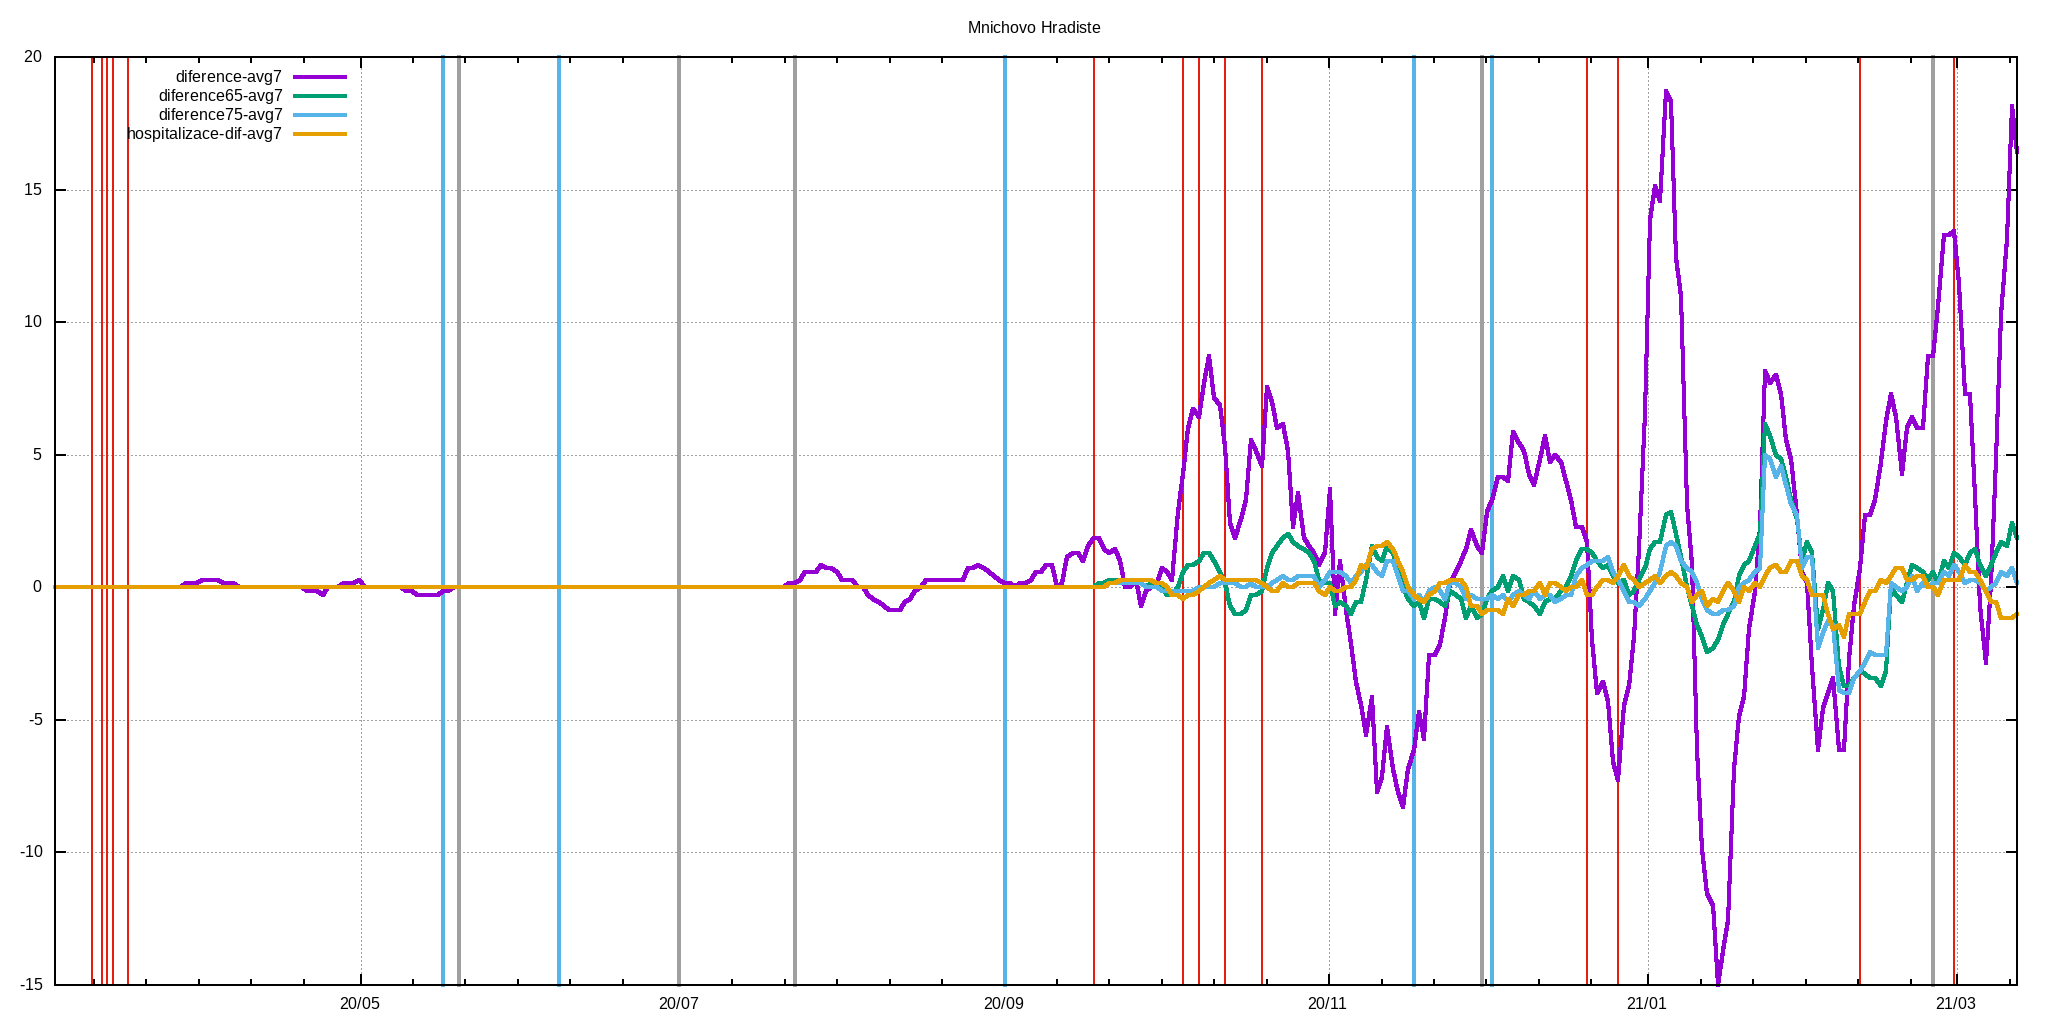 Mnichovo Hradiste
20
15
10
5
0
-5
-10
-15
diference-avg7
diference65-avg7
diference75-avg7
hospitalizace-dif-avg7
20/05
20/07
20/09
20/11
21/01
21/03